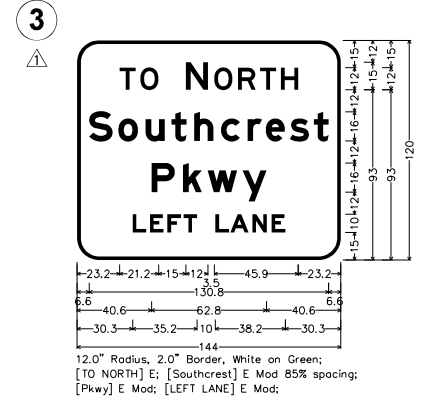 3
1
TO NORTH
Southcrest
Pkwy
LEFT LANE
15 12 12 16 12 16 12 10 15
12 15
93
15 12
93
120
23.2 21.2 15 12 3.5 45.9 23.2
6.6 130.8 6.6
40.6 62.8 40.6
30.3 35.2 10 38.2 30.3
144
12.0" Radius, 2.0" Border, White on Green;
[TO NORTH] E; [Southcrest] E Mod 85% spacing;
[Pkwy] E Mod; [LEFT LANE] E Mod;